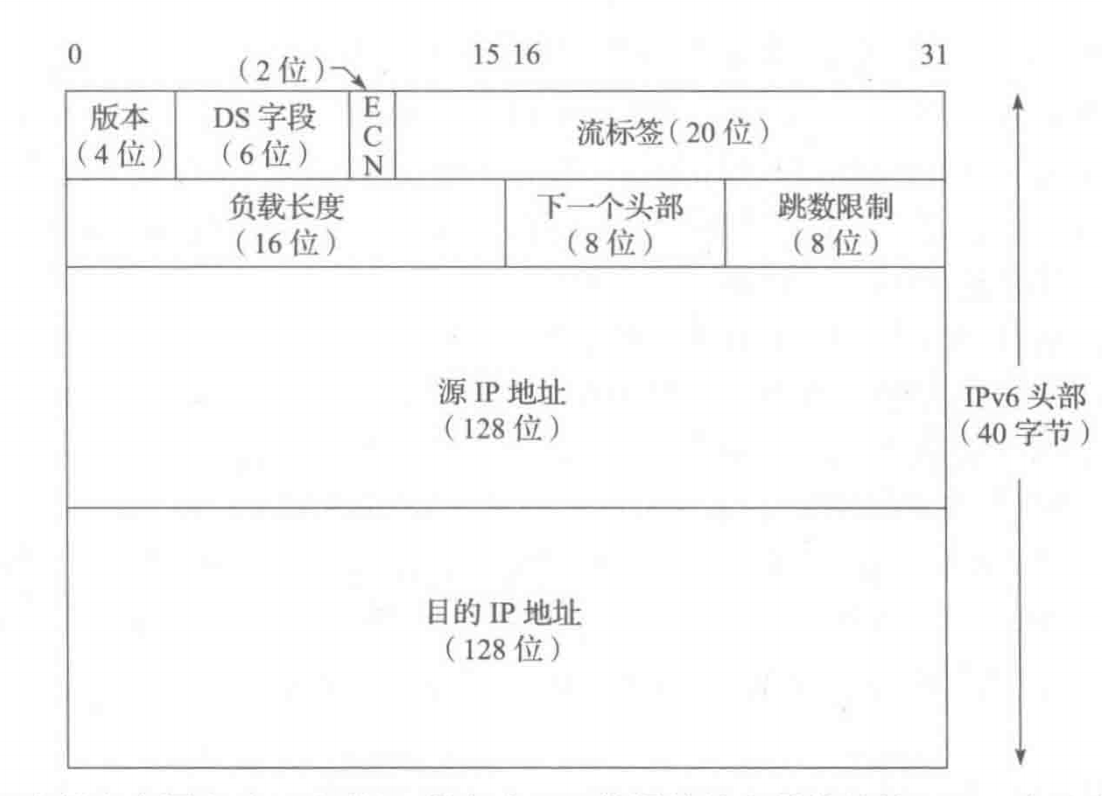 0 15 16 31
（2 位）
版本
（4 位）
DS 字段
（6 位）
E
C
N
流标签（20 位）
负载长度
（16 位）
下一个头部
（8 位）
跳数限制
（8 位）
源 IP 地址
（128 位）
IPv6 头部
（40 字节）
目的 IP 地址
（128 位）